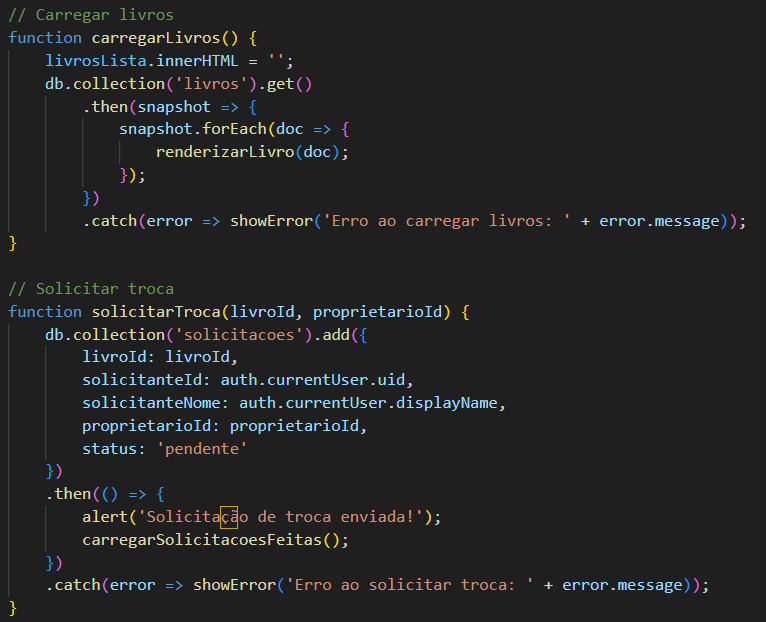 // Carregar livros
function carregarLivros() {
    livrosLista.innerHTML = '';
    db.collection('livros').get()
        .then(snapshot => {
            snapshot.forEach(doc => {
                renderizarLivro(doc);
            });
        })
        .catch(error => showError('Erro ao carregar livros: ' + error.message));
}

// Solicitar troca
function solicitarTroca(livroId, proprietarioId) {
    db.collection('solicitacoes').add({
        livroId: livroId,
        solicitanteId: auth.currentUser.uid,
        solicitanteNome: auth.currentUser.displayName,
        proprietarioId: proprietarioId,
        status: 'pendente'
    })
    .then(() => {
        alert('Solicitação de troca enviada!');
        carregarSolicitacoesFeitas();
    })
    .catch(error => showError('Erro ao solicitar troca: ' + error.message));
}